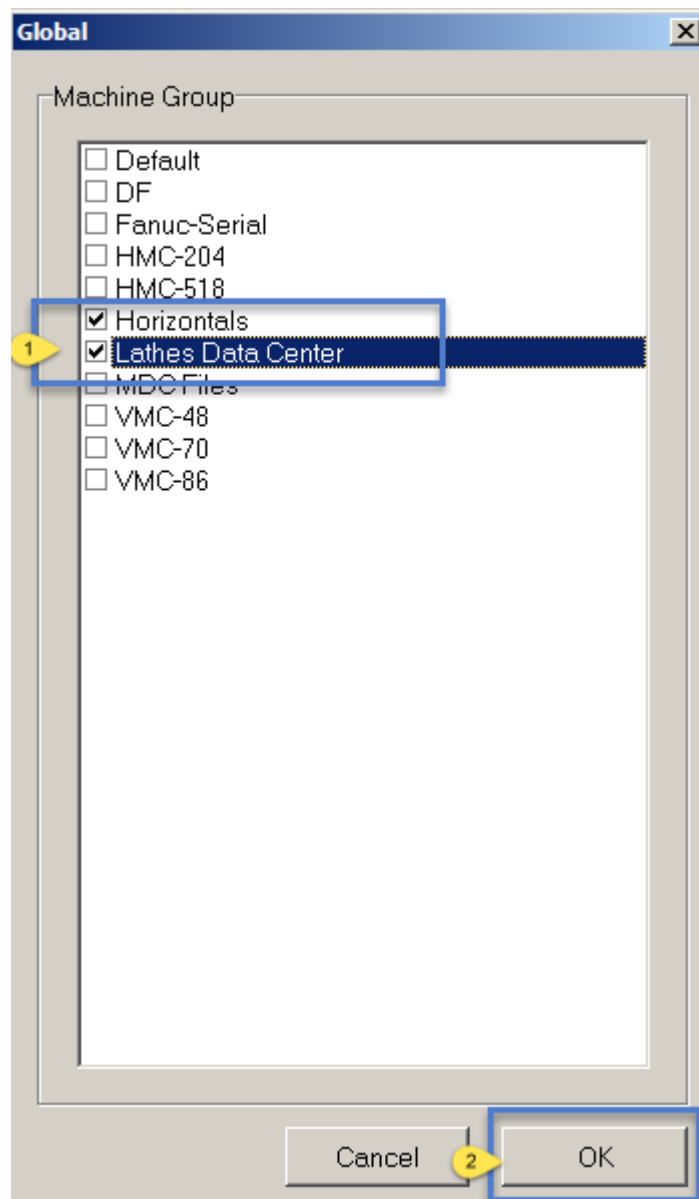 Global
Machine Group
Default
DF
Fanuc-Serial
HMC-204
HMC-518
Horizontals
1
Lathes Data Center
MDC Files
VMC-48
VMC-70
VMC-86
Cancel
2
OK